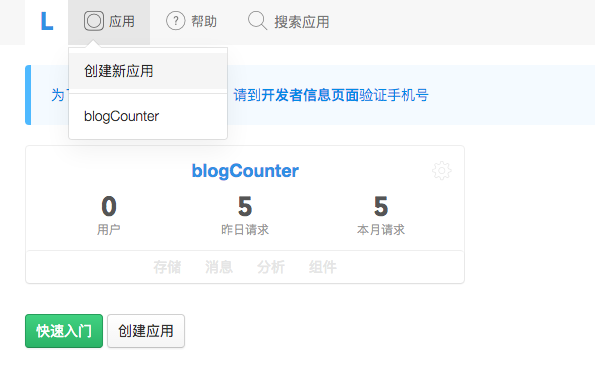 L 应用 帮助 搜索应用
创建新应用
请到开发者信息页面验证手机号
blogCounter
blogCounter
0 5 5
用户 昨日请求 本月请求
存储 消息 分析 组件
快速入门 创建应用